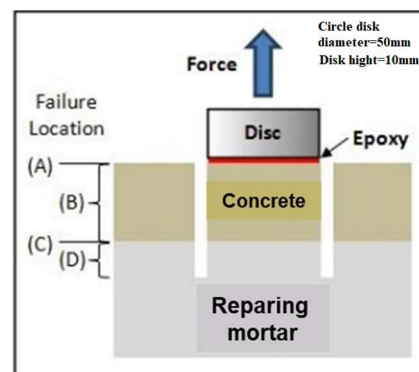 Circle disk
diameter=50mm
Disk hight=10mm
Force
Failure
Location
Disc
Epoxy
(A)
(B)
Concrete
(C)
(D)
Reparing
mortar